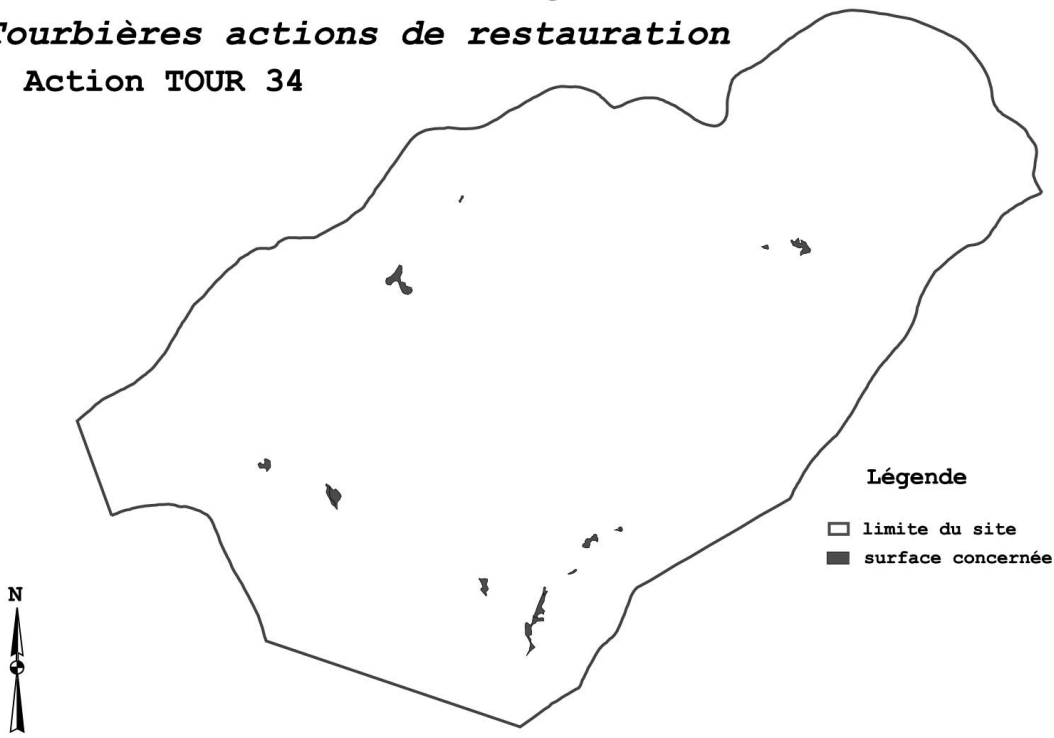 Tourbières actions de restauration
Action TOUR 34
Légende
limite du site
surface concernée
N